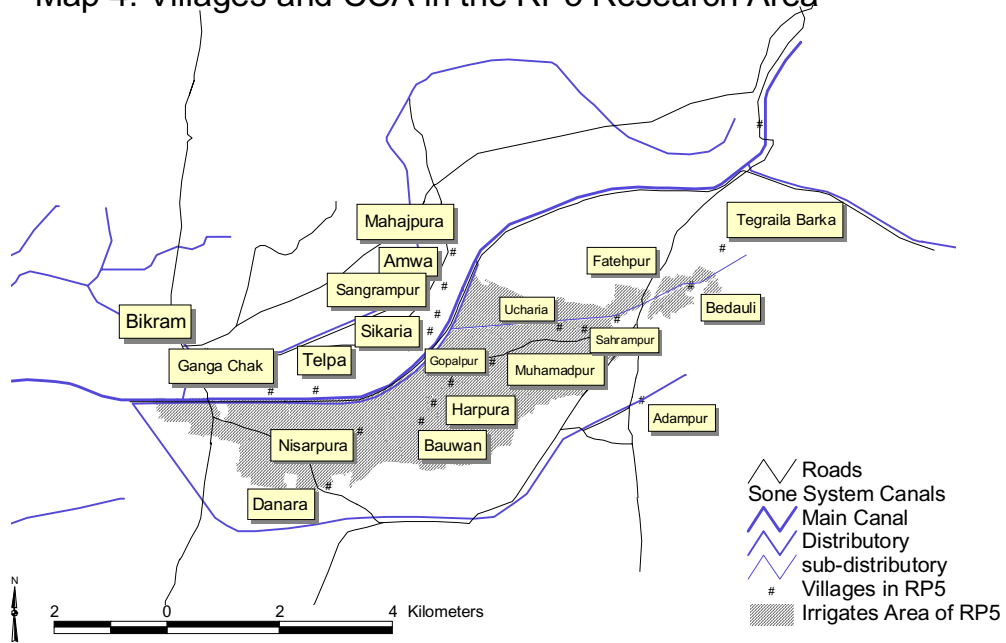 Map 4: Villages and CCA in the RP5 Research Area
Mahajpura
Tegraila Barka
Amwa
Fatehpur
Sangrampur
Bedauli
Ucharia
Bikram
Sikaria
Sahrampur
Telpa
Gopalpur
Ganga Chak
Muhamadpur
Harpura
Adampur
Nisarpura
Bauwan
Danara
Roads
Sone System Canals
Main Canal
Distributory
sub-distributory
# Villages in RP5
Irrigates Area of RP5
N
2 0 2 4 Kilometers